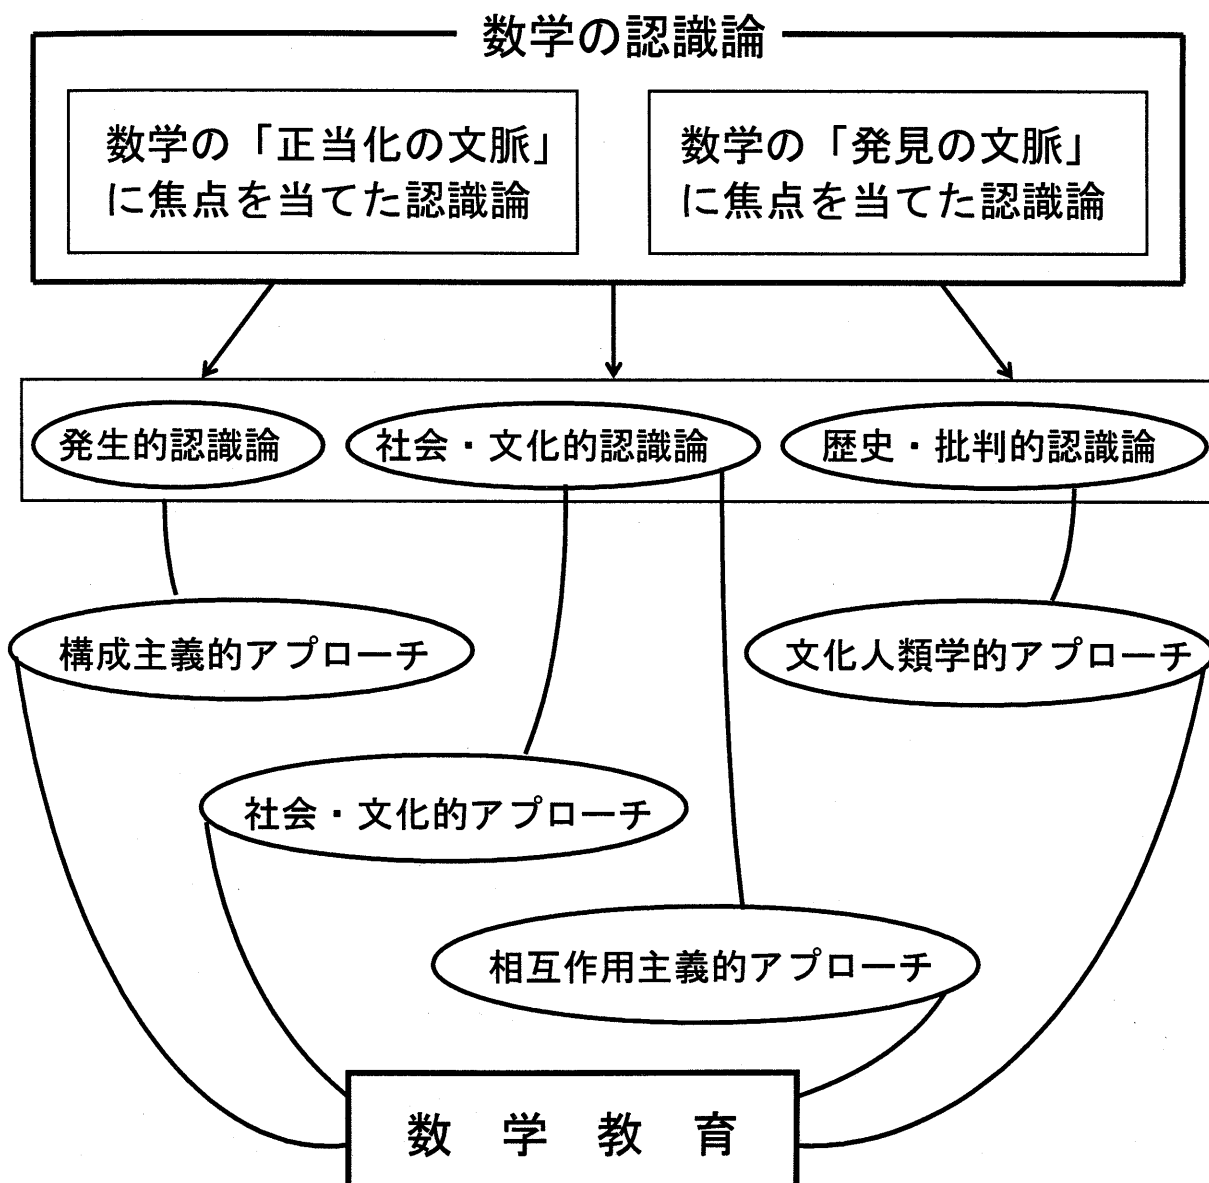 数学の認識論
数学の「正当化の文脈」
に焦点を当てた認識論
数学の「発見の文脈」
に焦点を当てた認識論
発生的認識論
社会・文化的認識論
歴史・批判的認識論
構成主義的アプローチ
文化人類学的アプローチ
社会・文化的アプローチ
相互作用主義的アプローチ
数学教育